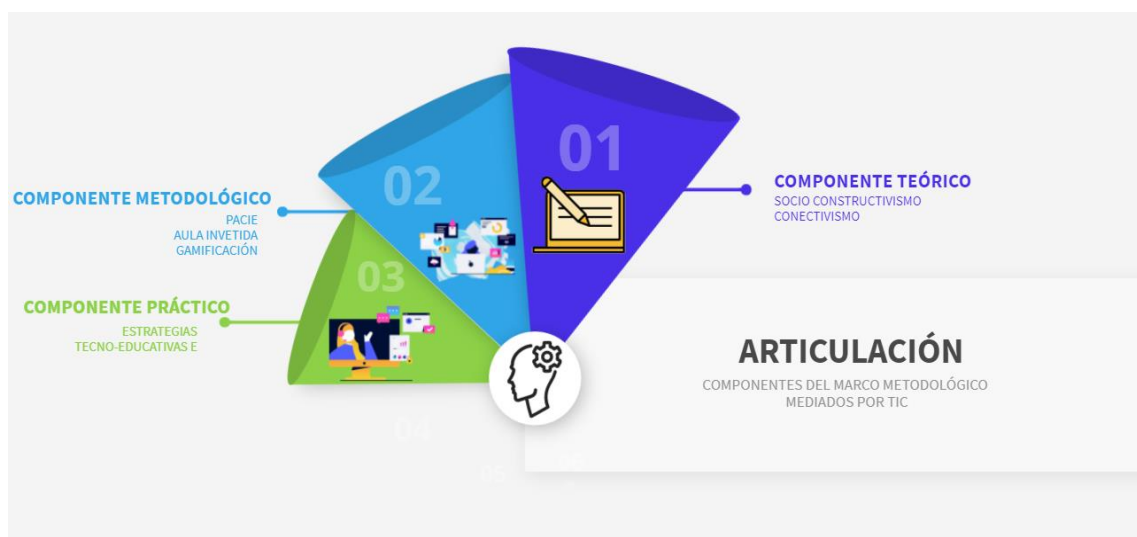 01
COMPONENTE TEÓRICO
SOCIO CONSTRUCTIVISMO
CONECTIVISMO
02
COMPONENTE METODOLÓGICO
PACIE
AULA INVETIDA
GAMIFICACIÓN
03
COMPONENTE PRÁCTICO
ESTRATEGIAS
TECNO-EDUCATIVAS E
ARTICULACIÓN
COMPONENTES DEL MARCO METODOLÓGICO
MEDIADOS POR TIC
04
05